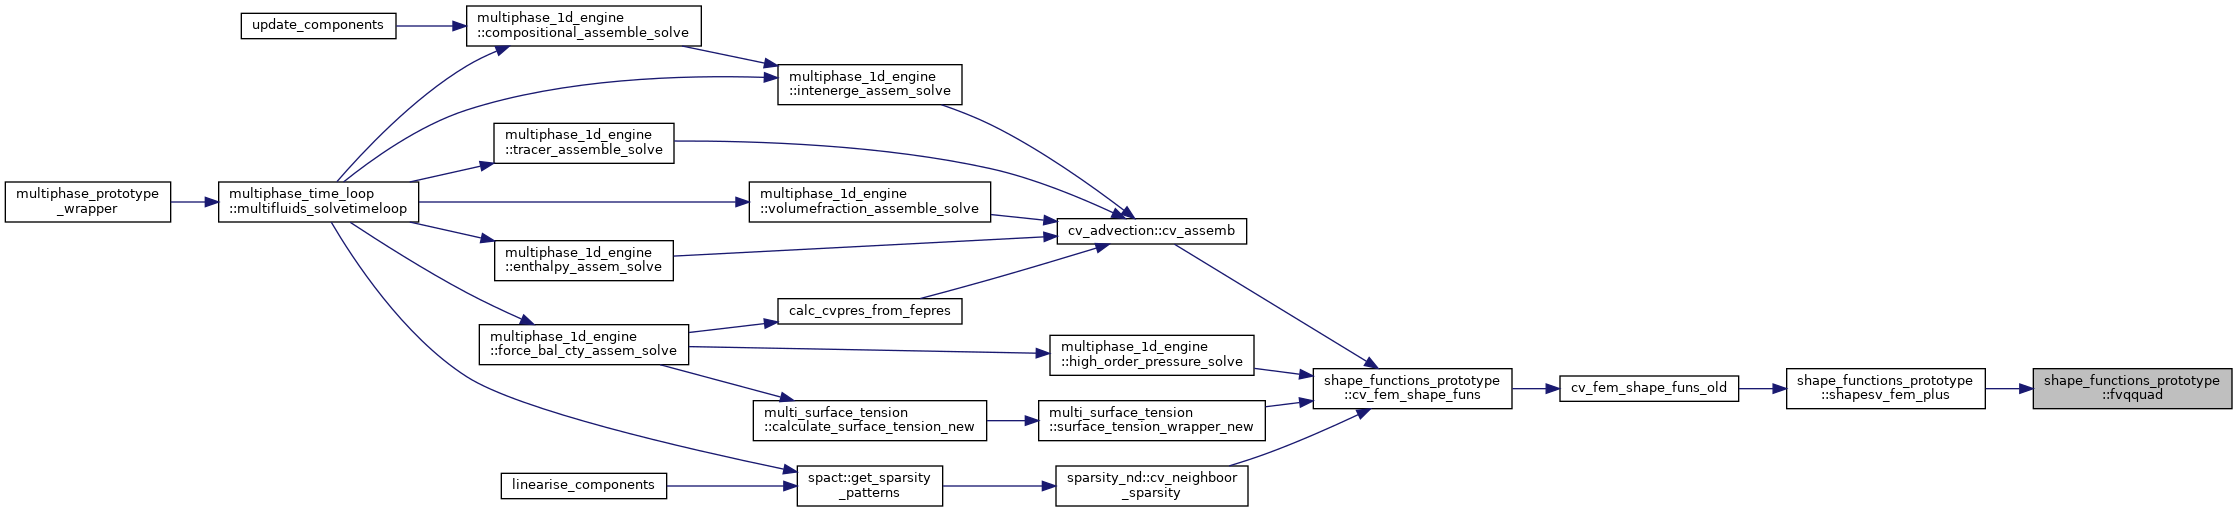 update_components
multiphase_1d_engine
::compositional_assemble_solve
multiphase_1d_engine
::intenerge_assem_solve
multiphase_1d_engine
::tracer_assemble_solve
multiphase_prototype
_wrapper
multiphase_time_loop
::multifluids_solvetimeloop
multiphase_1d_engine
::volumefraction_assemble_solve
cv_advection::cv_assemb
multiphase_1d_engine
::enthalpy_assem_solve
calc_cvpres_from_fepres
multiphase_1d_engine
::force_bal_cty_assem_solve
multiphase_1d_engine
::high_order_pressure_solve
shape_functions_prototype
::cv_fem_shape_funs
cv_fem_shape_funs_old
shape_functions_prototype
::shapesv_fem_plus
shape_functions_prototype
::fvqquad
multi_surface_tension
::calculate_surface_tension_new
multi_surface_tension
::surface_tension_wrapper_new
linearise_components
spact::get_sparsity
_patterns
sparsity_nd::cv_neighboor
_sparsity